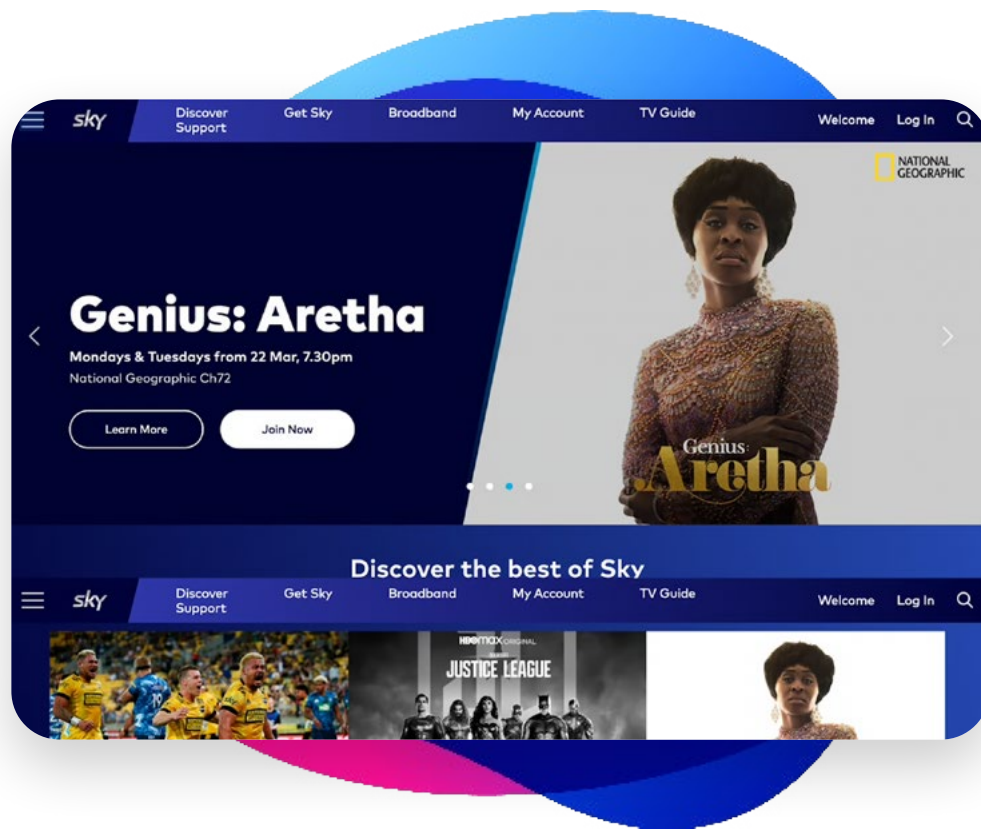 sky
Discover Support
Get Sky
Broadband
My Account
TV Guide
Welcome
Log In
NATIONAL
GEOGRAPHIC
Genius: Aretha
Mondays & Tuesdays from 22 Mar, 7.30pm
National Geographic Ch72
Learn More
Join Now
Genius:
Aretha
Discover the best of Sky
sky
Discover Support
Get Sky
Broadband
My Account
TV Guide
Welcome
Log In
HBOMAX ORIGINAL
JUSTICE LEAGUE
19